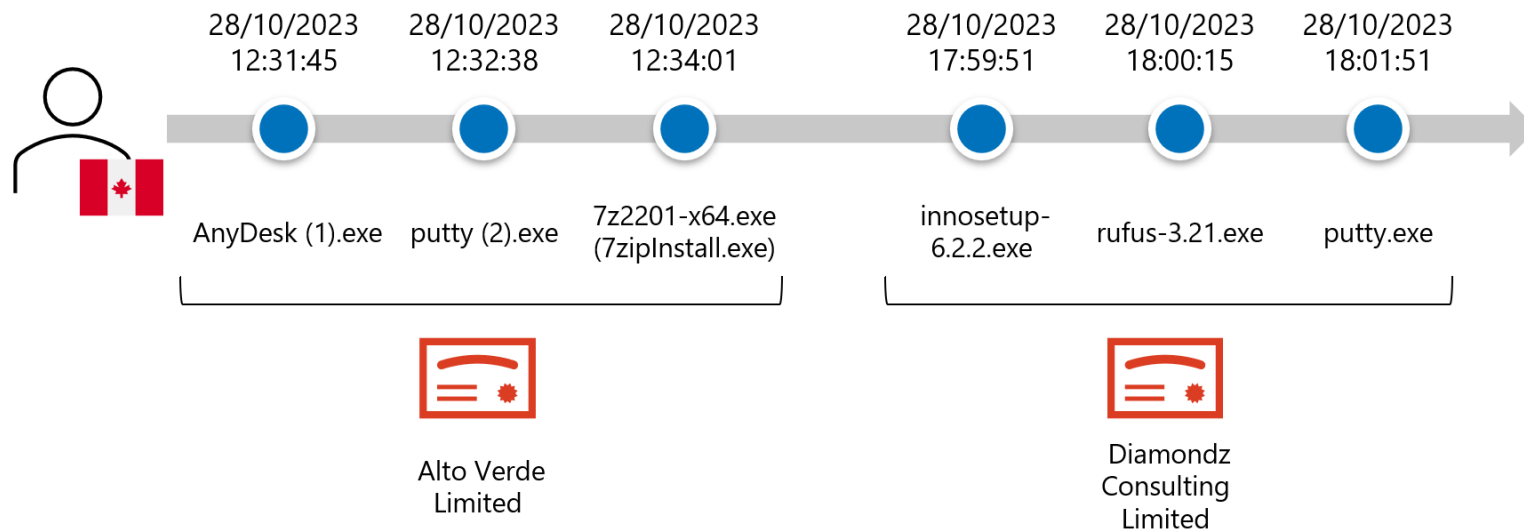 28/10/2023
12:31:45
28/10/2023
12:32:38
28/10/2023
12:34:01
28/10/2023
17:59:51
28/10/2023
18:00:15
28/10/2023
18:01:51
AnyDesk (1).exe
putty (2).exe
7z2201-x64.exe
(7zipInstall.exe)
innosetup-
6.2.2.exe
rufus-3.21.exe
putty.exe
Alto Verde
Limited
Diamondz
Consulting
Limited